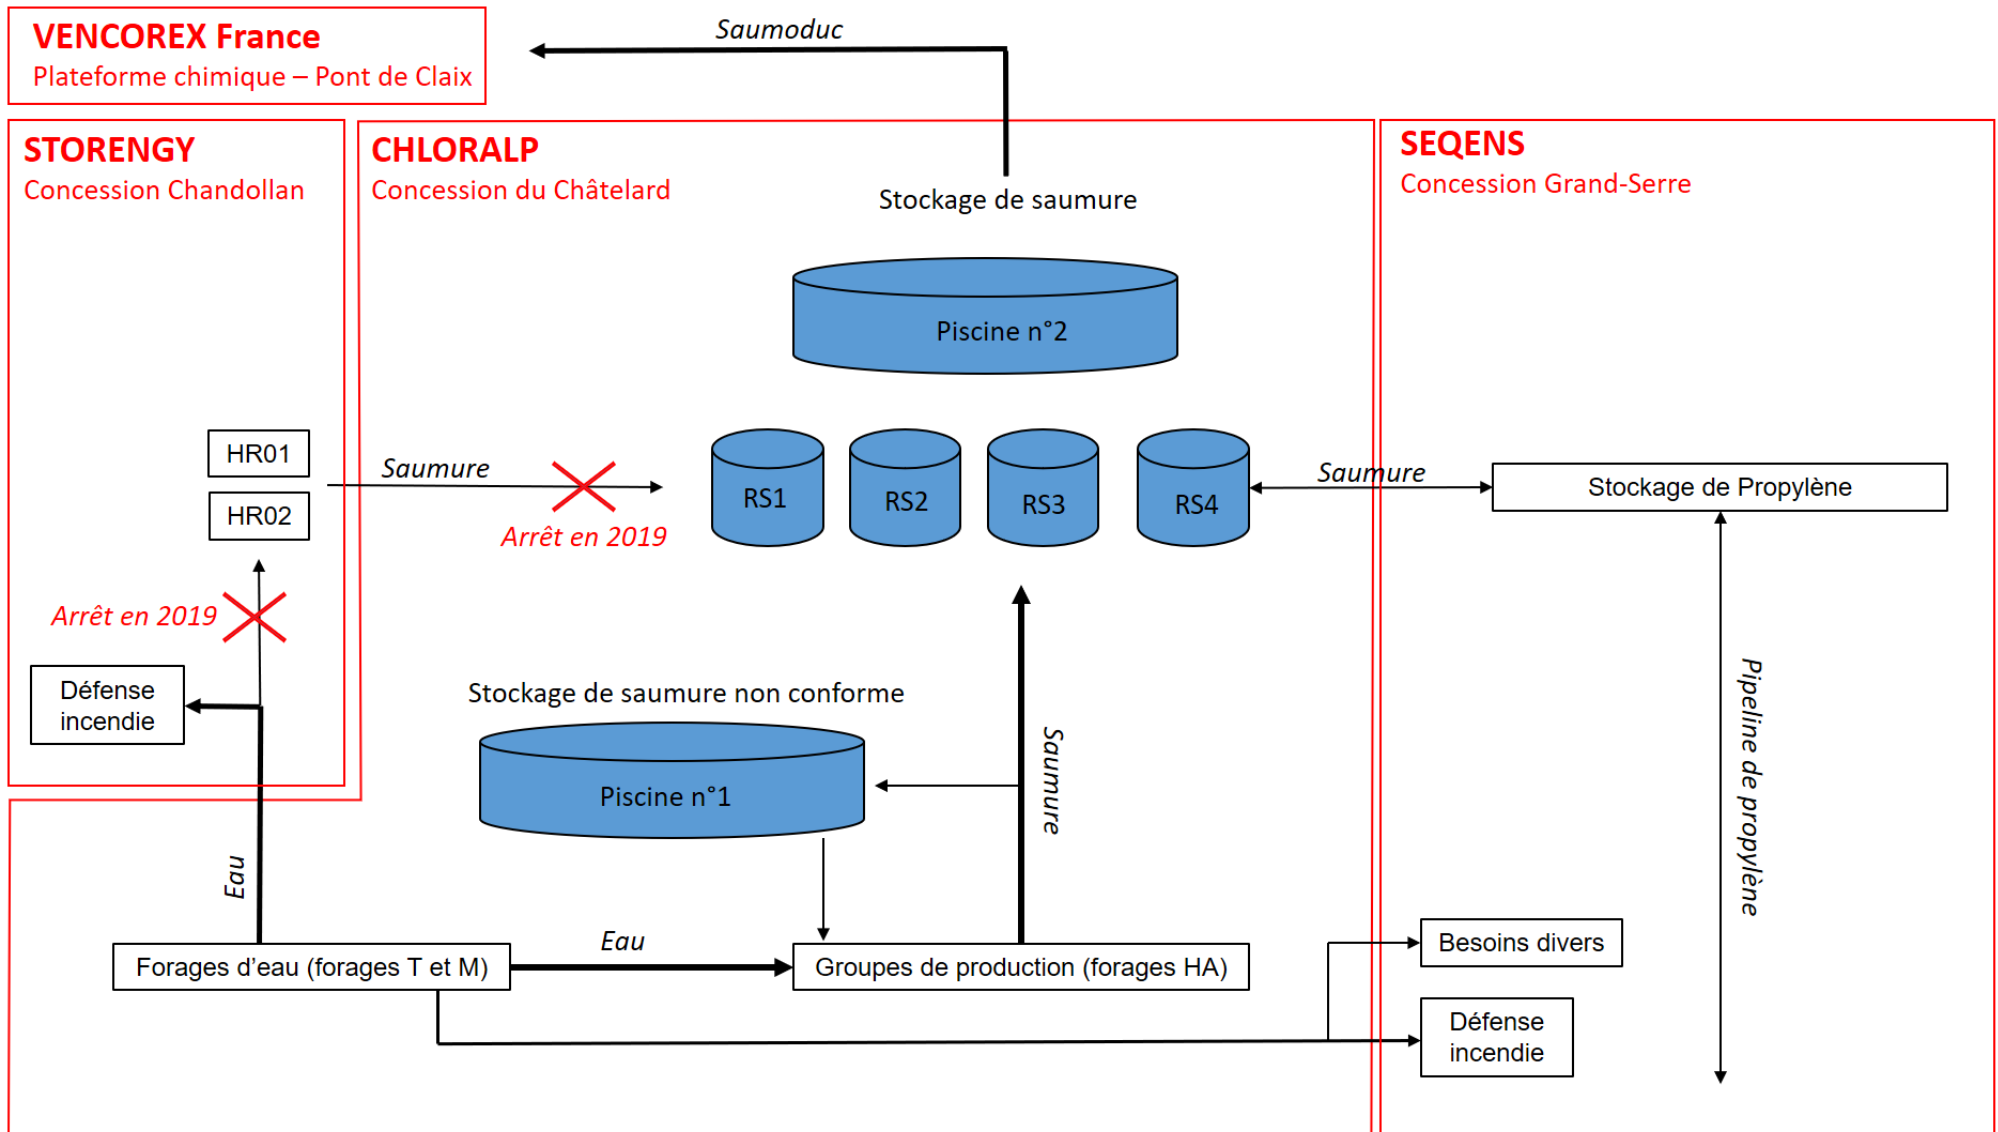 VENCOREX France
Plateforme chimique – Pont de Claix
Saumoduc
STORENGY
Concession Chandollan
CHLORALP
Concession du Châtelard
SEQENS
Concession Grand-Serre
Stockage de saumure
Piscine n°2
HR01
HR02
Saumure
Arrêt en 2019
RS1
RS2
RS3
RS4
Saumure
Stockage de Propylène
Arrêt en 2019
Défense
incendie
Stockage de saumure non conforme
Piscine n°1
Saumure
Pipeline de propylène
Eau
Forages d'eau (forages T et M)
Eau
Groupes de production (forages HA)
Besoins divers
Défense
incendie